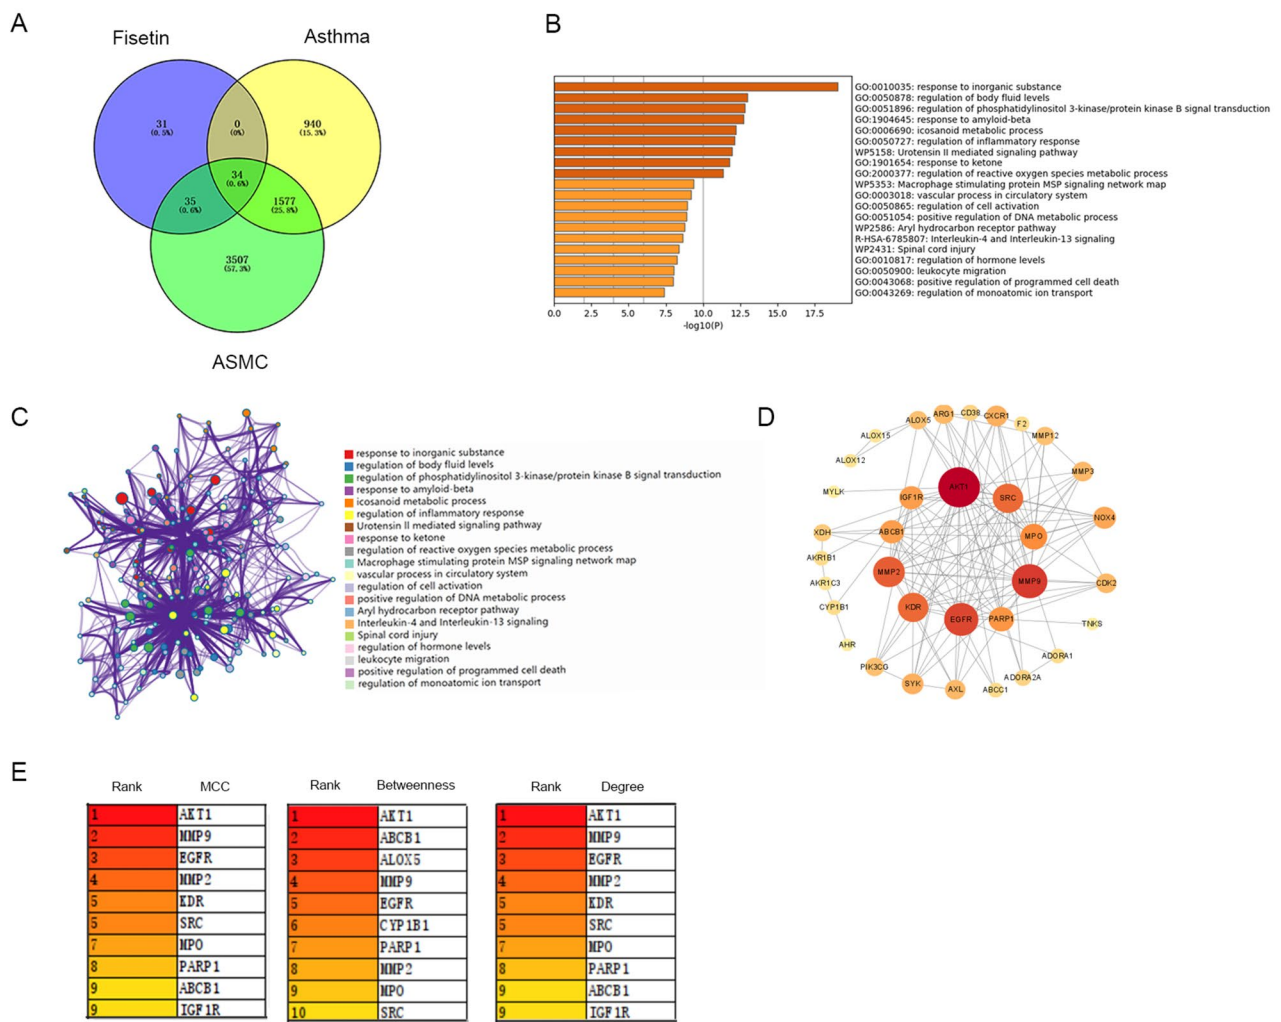 A
Fisetin
Asthma
31
(0.5%)
0
(0%)
940
(15.3%)
34
(0.6%)
35
(0.6%)
1577
(25.8%)
3507
(57.3%)
ASMC
B
GO:0010035: response to inorganic substance
GO:0050878: regulation of body fluid levels
GO:0051896: regulation of phosphatidylinositol 3-kinase/protein kinase B signal transduction
GO:1904645: response to amyloid-beta
GO:0006690: icosanoid metabolic process
GO:0050727: regulation of inflammatory response
WP5158: Urotensin II mediated signaling pathway
GO:1901654: response to ketone
GO:2000377: regulation of reactive oxygen species metabolic process
WP5353: Macrophage stimulating protein MSP signaling network map
GO:0003018: vascular process in circulatory system
GO:0050865: regulation of cell activation
GO:0051054: positive regulation of DNA metabolic process
WP2586: Aryl hydrocarbon receptor pathway
R-HSA-6785807: Interleukin-4 and Interleukin-13 signaling
WP2431: Spinal cord injury
GO:0010817: regulation of hormone levels
GO:0050900: leukocyte migration
GO:0043068: positive regulation of programmed cell death
GO:0043269: regulation of monoatomic ion transport
0.0 2.5 5.0 7.5 10.0 12.5 15.0 17.5
-log10(P)
C
response to inorganic substance
regulation of body fluid levels
regulation of phosphatidylinositol 3-kinase/protein kinase B signal transduction
response to amyloid-beta
icosanoid metabolic process
regulation of inflammatory response
Urotensin II mediated signaling pathway
response to ketone
regulation of reactive oxygen species metabolic process
Macrophage stimulating protein MSP signaling network map
vascular process in circulatory system
regulation of cell activation
positive regulation of DNA metabolic process
Aryl hydrocarbon receptor pathway
Interleukin-4 and Interleukin-13 signaling
Spinal cord injury
regulation of hormone levels
leukocyte migration
positive regulation of programmed cell death
regulation of monoatomic ion transport
D
ALOX5
ARG1
CD38
CXCR1
F2
MMP12
ALOX15
ALOX12
MMP3
MYLK
AKT1
IGF1R
SRC
NOX4
XDH
ABCB1
MPO
AKR1B1
MMP2
MMP9
CDK2
AKR1C3
CYP1B1
KDR
EGFR
PARP1
TNKS
AHR
PIK3CG
ADORA1
SYK
AXL
ABCC1
ADORA2A
E
Rank MCC
1 AKT1
2 MMP9
3 EGFR
4 MMP2
5 KDR
5 SRC
7 MPO
8 PARP1
9 ABCB1
9 IGF1R
Rank Betweenness
1 AKT1
2 ABCB1
3 ALOX5
4 MMP9
5 EGFR
6 CYP1B1
7 PARP1
8 MMP2
9 MPO
10 SRC
Rank Degree
1 AKT1
2 MMP9
3 EGFR
4 MMP2
5 KDR
5 SRC
7 MPO
8 PARP1
9 ABCB1
9 IGF1R